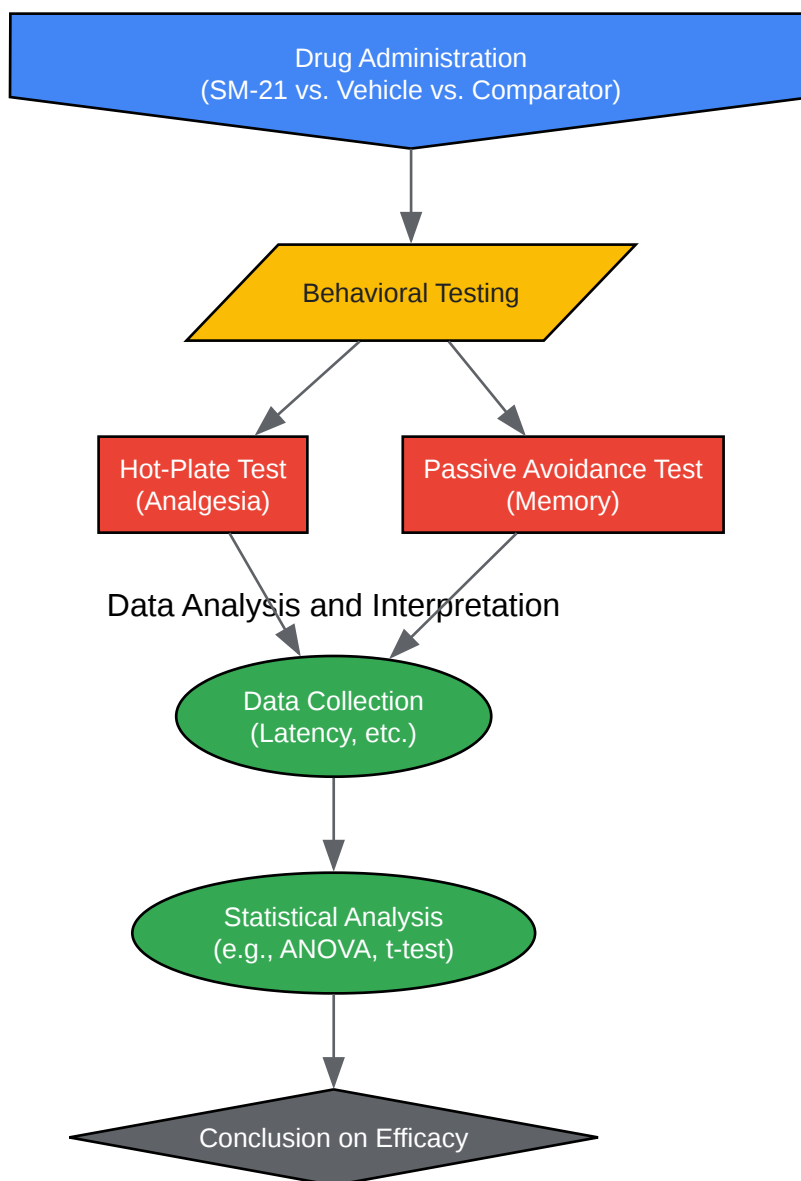 Drug Administration
(SM-21 vs. Vehicle vs. Comparator)
Behavioral Testing
Hot-Plate Test
(Analgesia)
Passive Avoidance Test
(Memory)
Data Analysis and Interpretation
Data Collection
(Latency, etc.)
Statistical Analysis
(e.g., ANOVA, t-test)
Conclusion on Efficacy